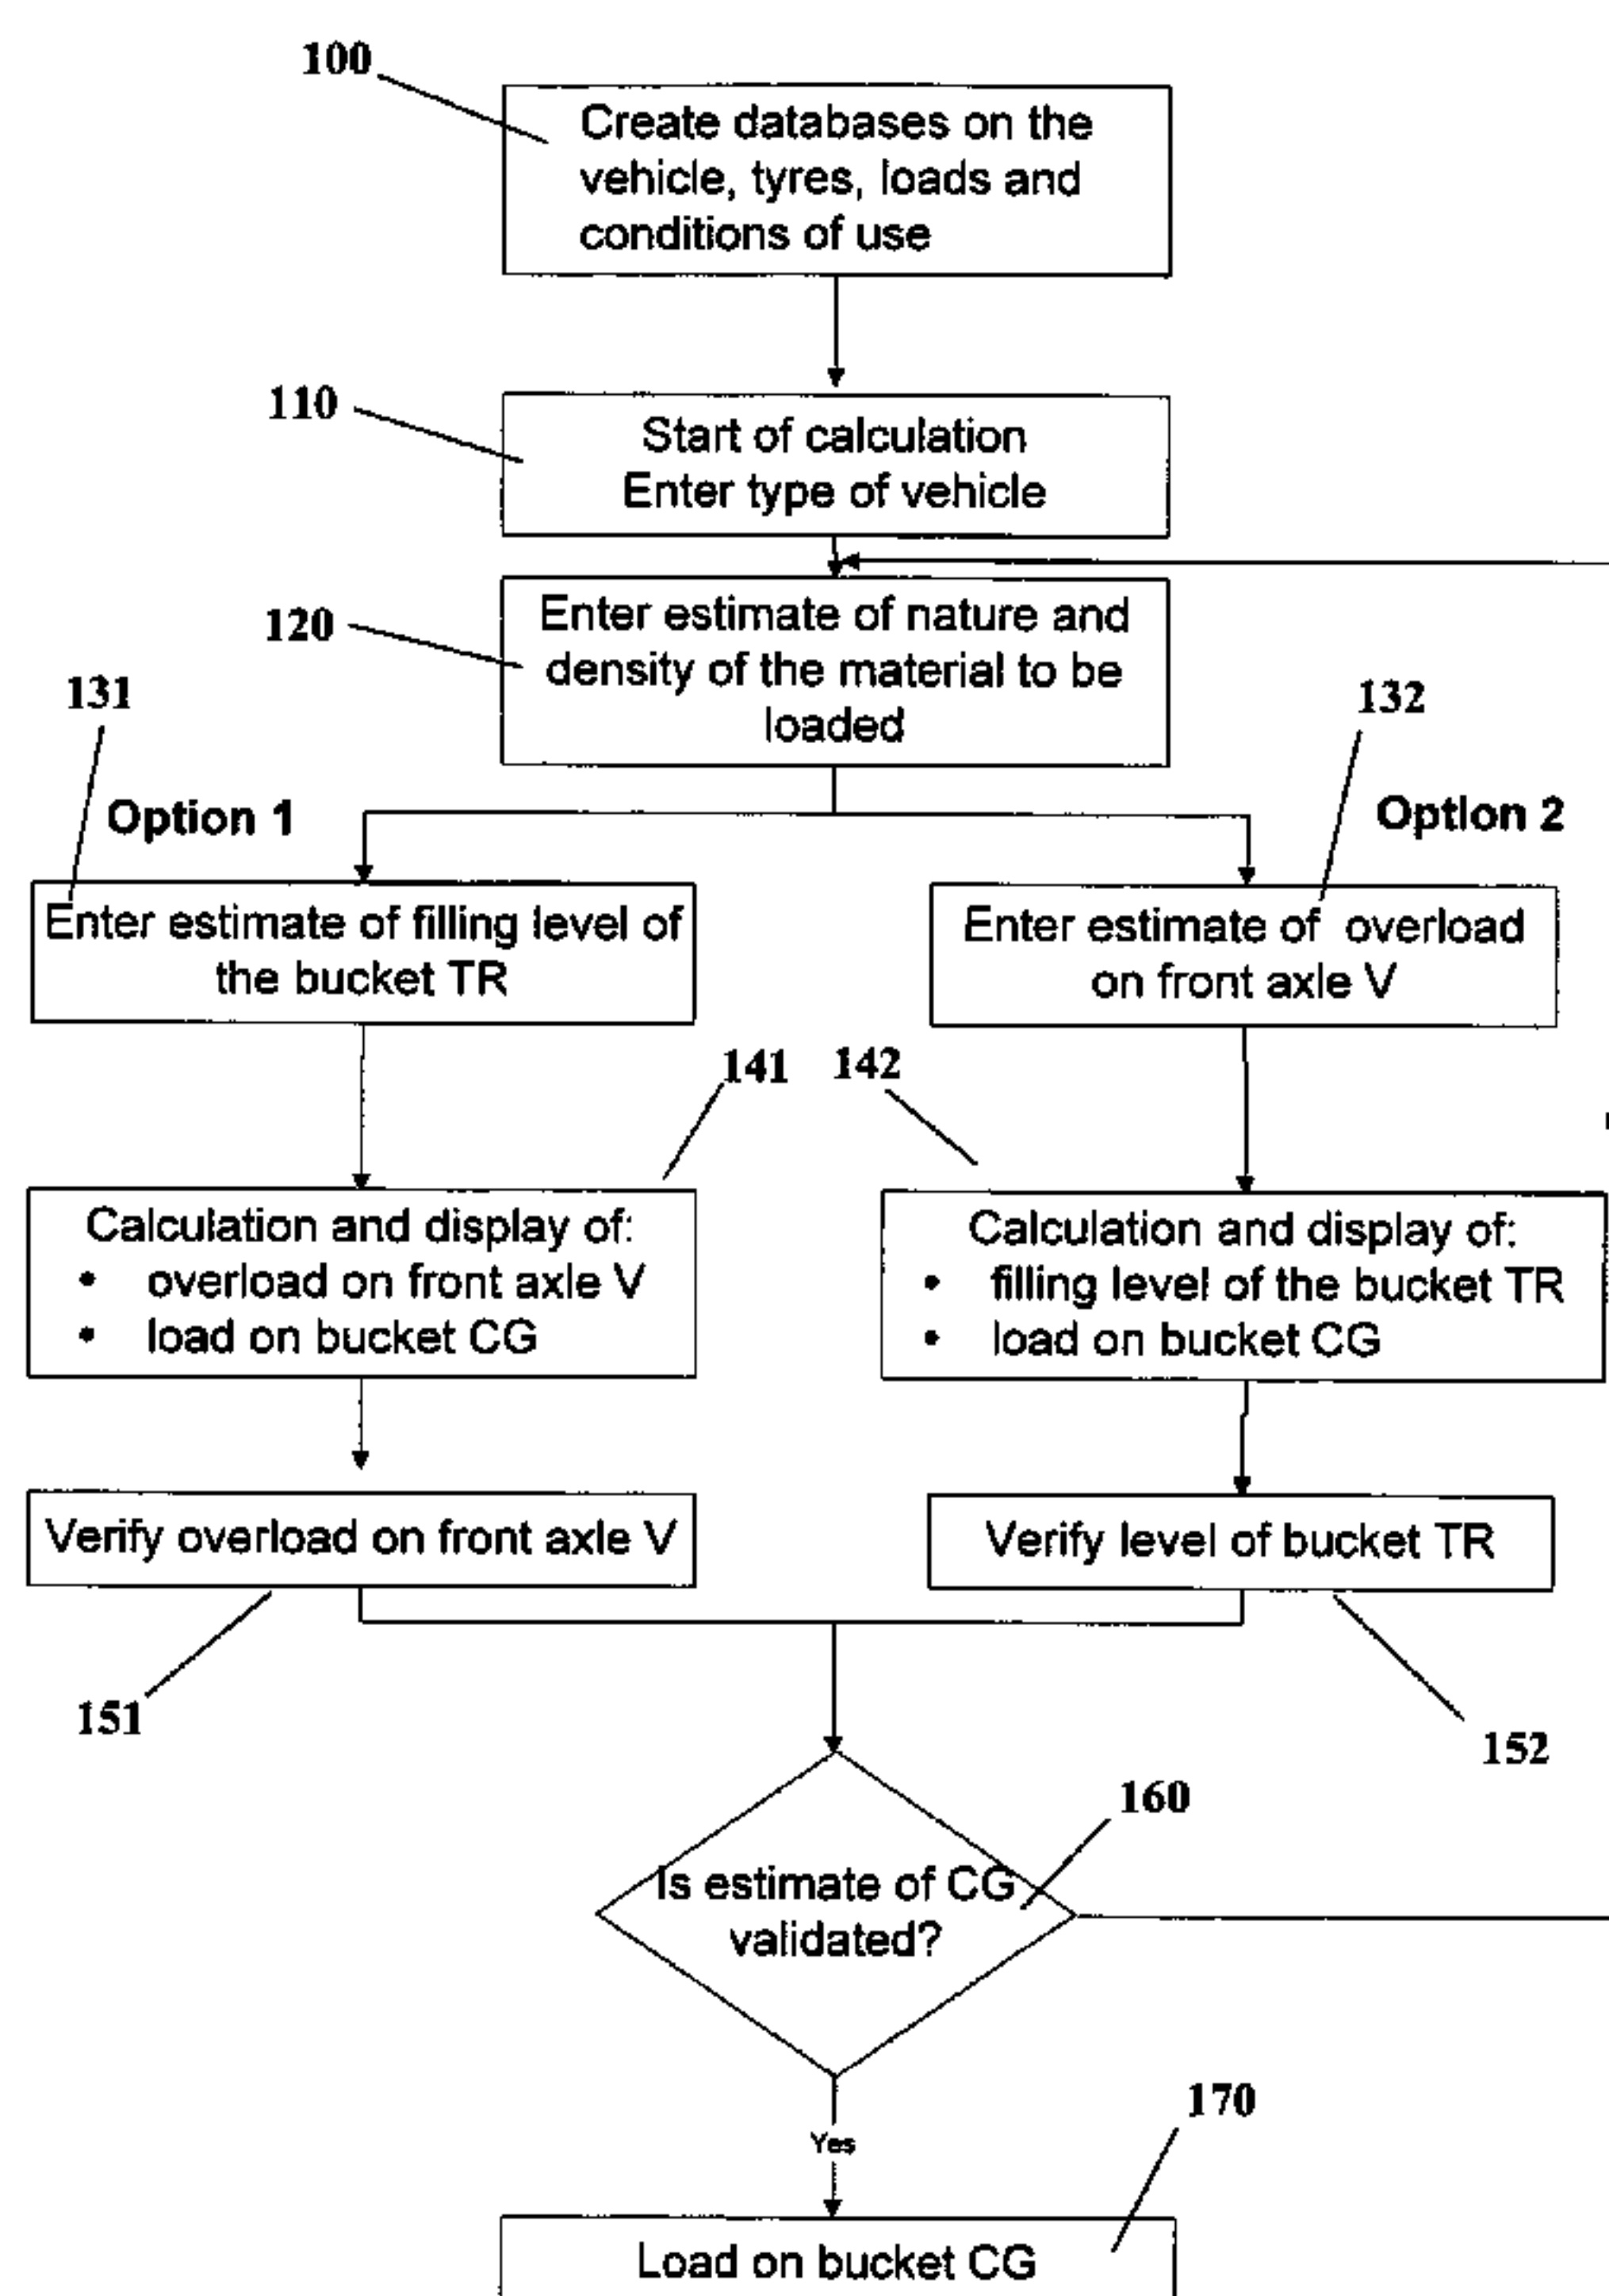 100
Create databases on the
vehicle, tyres, loads and
conditions of use
110
Start of calculation
Enter type of vehicle
120
Enter estimate of nature and
density of the material to be
loaded
131
132
Option 1
Option 2
Enter estimate of filling level of
the bucket TR
Enter estimate of overload
on front axle V
141
142
Calculation and display of:
• overload on front axle V
• load on bucket CG
Calculation and display of:
• filling level of the bucket TR
• load on bucket CG
Verify overload on front axle V
Verify level of bucket TR
151
152
160
Is estimate of CG
validated?
Yes
170
Load on bucket CG